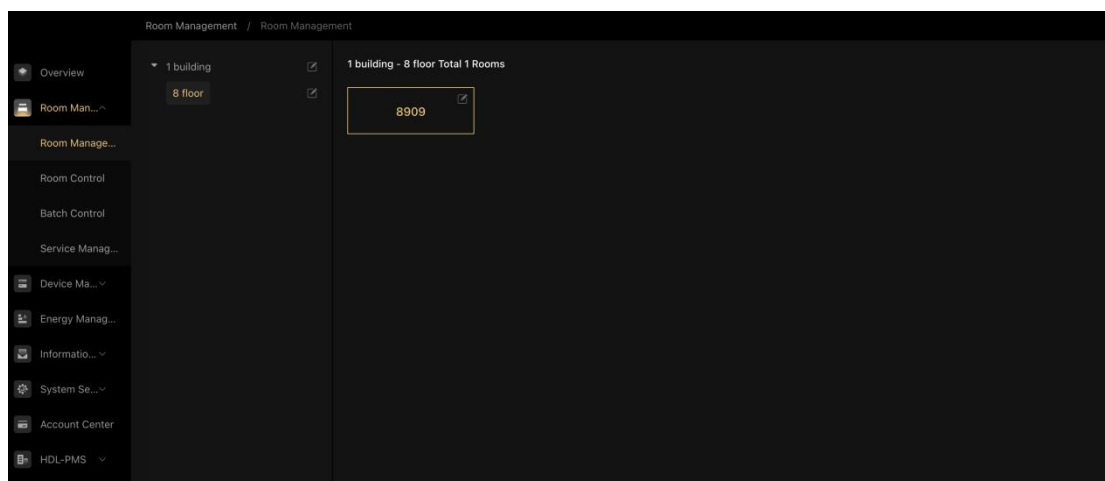 Room Management / Room Management
Overview
Room Man...
Room Manage...
Room Control
Batch Control
Service Manag...
Device Ma...
Energy Manag...
Informatio...
System Se...
Account Center
HDL-PMS
1 building
8 floor
1 building - 8 floor Total 1 Rooms
8909